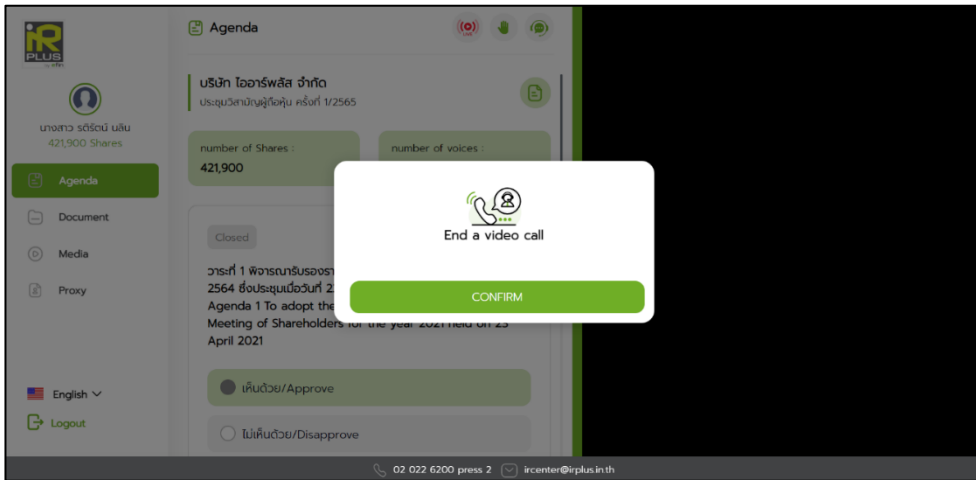 iR
PLUS
Agenda
LIVE
บริษัท ไออาร์พลัส จำกัด
ประชุมวิสามัญผู้ถือหุ้น ครั้งที่ 1/2565
นางสาว รติรัตน์ นลิน
421,900 Shares
number of Shares :
number of voices :
421,900
Agenda
Document
Media
Proxy
Closed
End a video call
CONFIRM
วาระที่ 1 พิจารณารับรองรา
2564 ซึ่งประชุมเมื่อวันที่ 2
Agenda 1 To adopt the
Meeting of Shareholders for the year 2021 held on 23
April 2021
เห็นด้วย/Approve
ไม่เห็นด้วย/Disapprove
English
Logout
02 022 6200 press 2
ircenter@irplus.in.th